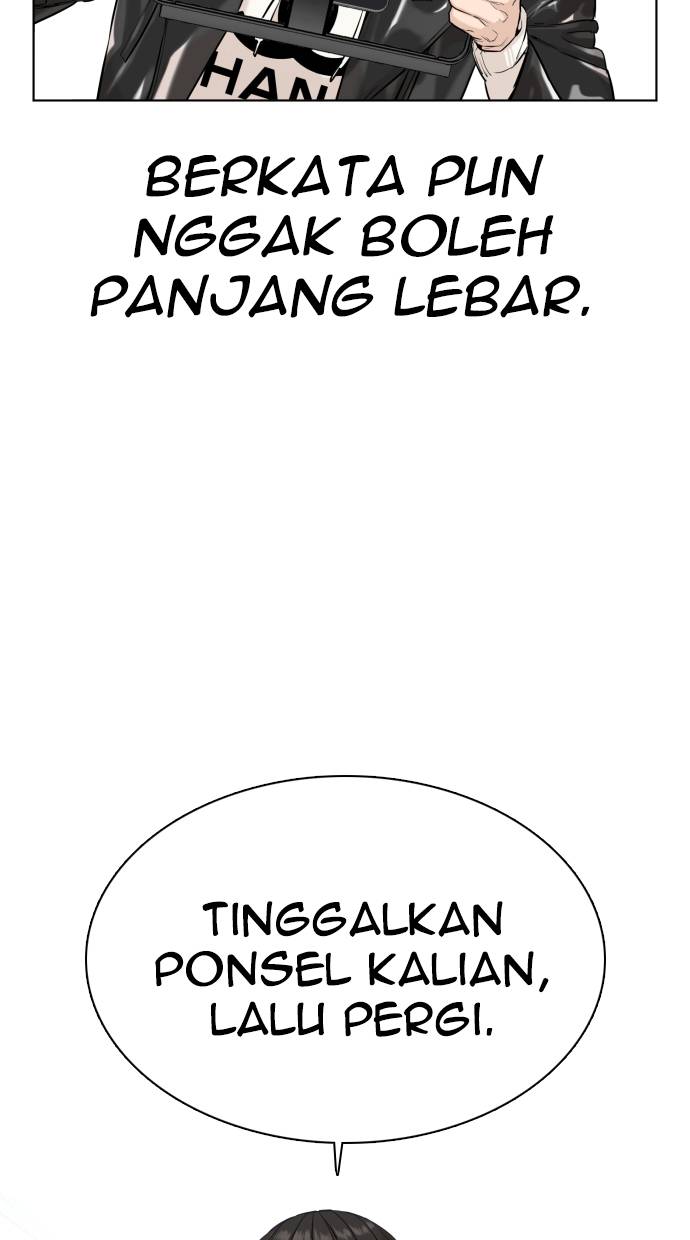 HAN
BERKATA PUN
NGGAK BOLEH
PANJANG LEBAR.
TINGGALKAN
PONSEL KALIAN,
LALU PERGI.